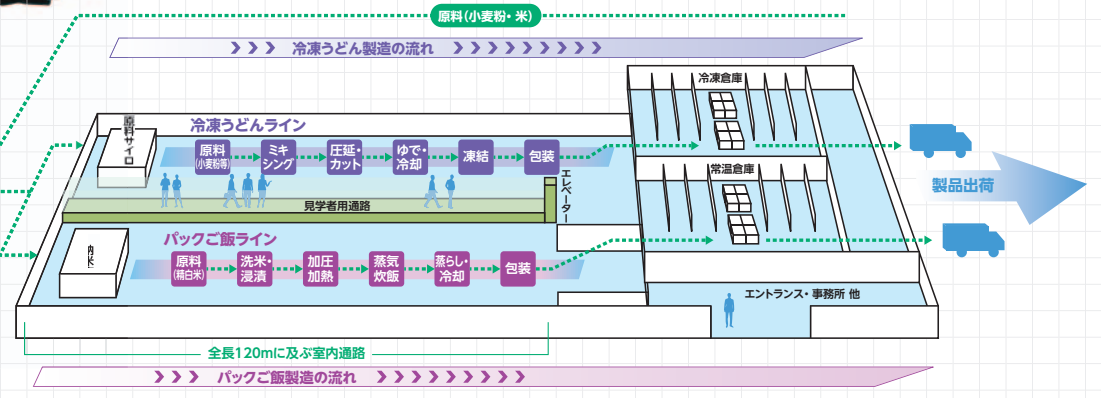 原料(小麦粉・米)
冷凍うどん製造の流れ
冷凍倉庫
原料サイロ
冷凍うどんライン
原料
(小麦粉等)
ミキ
シング
圧延・
カット
ゆで・
冷却
凍結
包装
エレベーター
常温倉庫
製品出荷
見学者用通路
納米
パックご飯ライン
原料
(精白米)
洗米・
浸漬
加圧
加熱
蒸気
炊飯
蒸らし・
冷却
包装
エントランス・事務所 他
全長120mに及ぶ室内通路
パックご飯製造の流れ